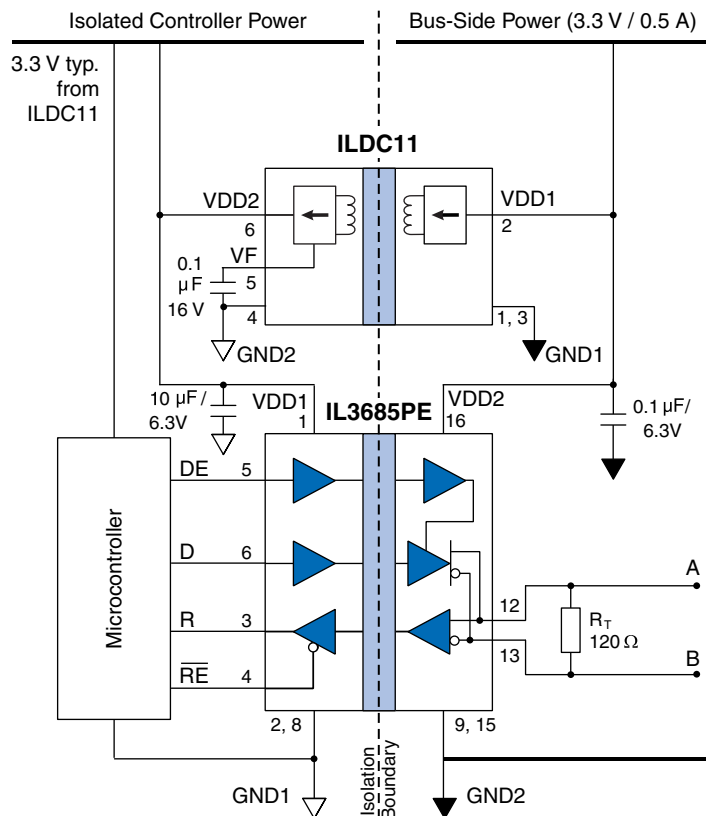 Isolated Controller Power
Bus-Side Power (3.3 V / 0.5 A)
3.3 V typ.
from
ILDC11
ILDC11
VDD2
6
VDD1
2
VF
5
0.1
µF
16 V
4
1, 3
GND2
GND1
10 µF/
6.3V
VDD1
1
IL3685PE
VDD2
16
0.1 µF/
6.3V
Microcontroller
DE
5
D
6
R
3
RE
4
12
13
A
RT
120 Ω
B
2, 8
9, 15
GND1
Isolation
Boundary
GND2